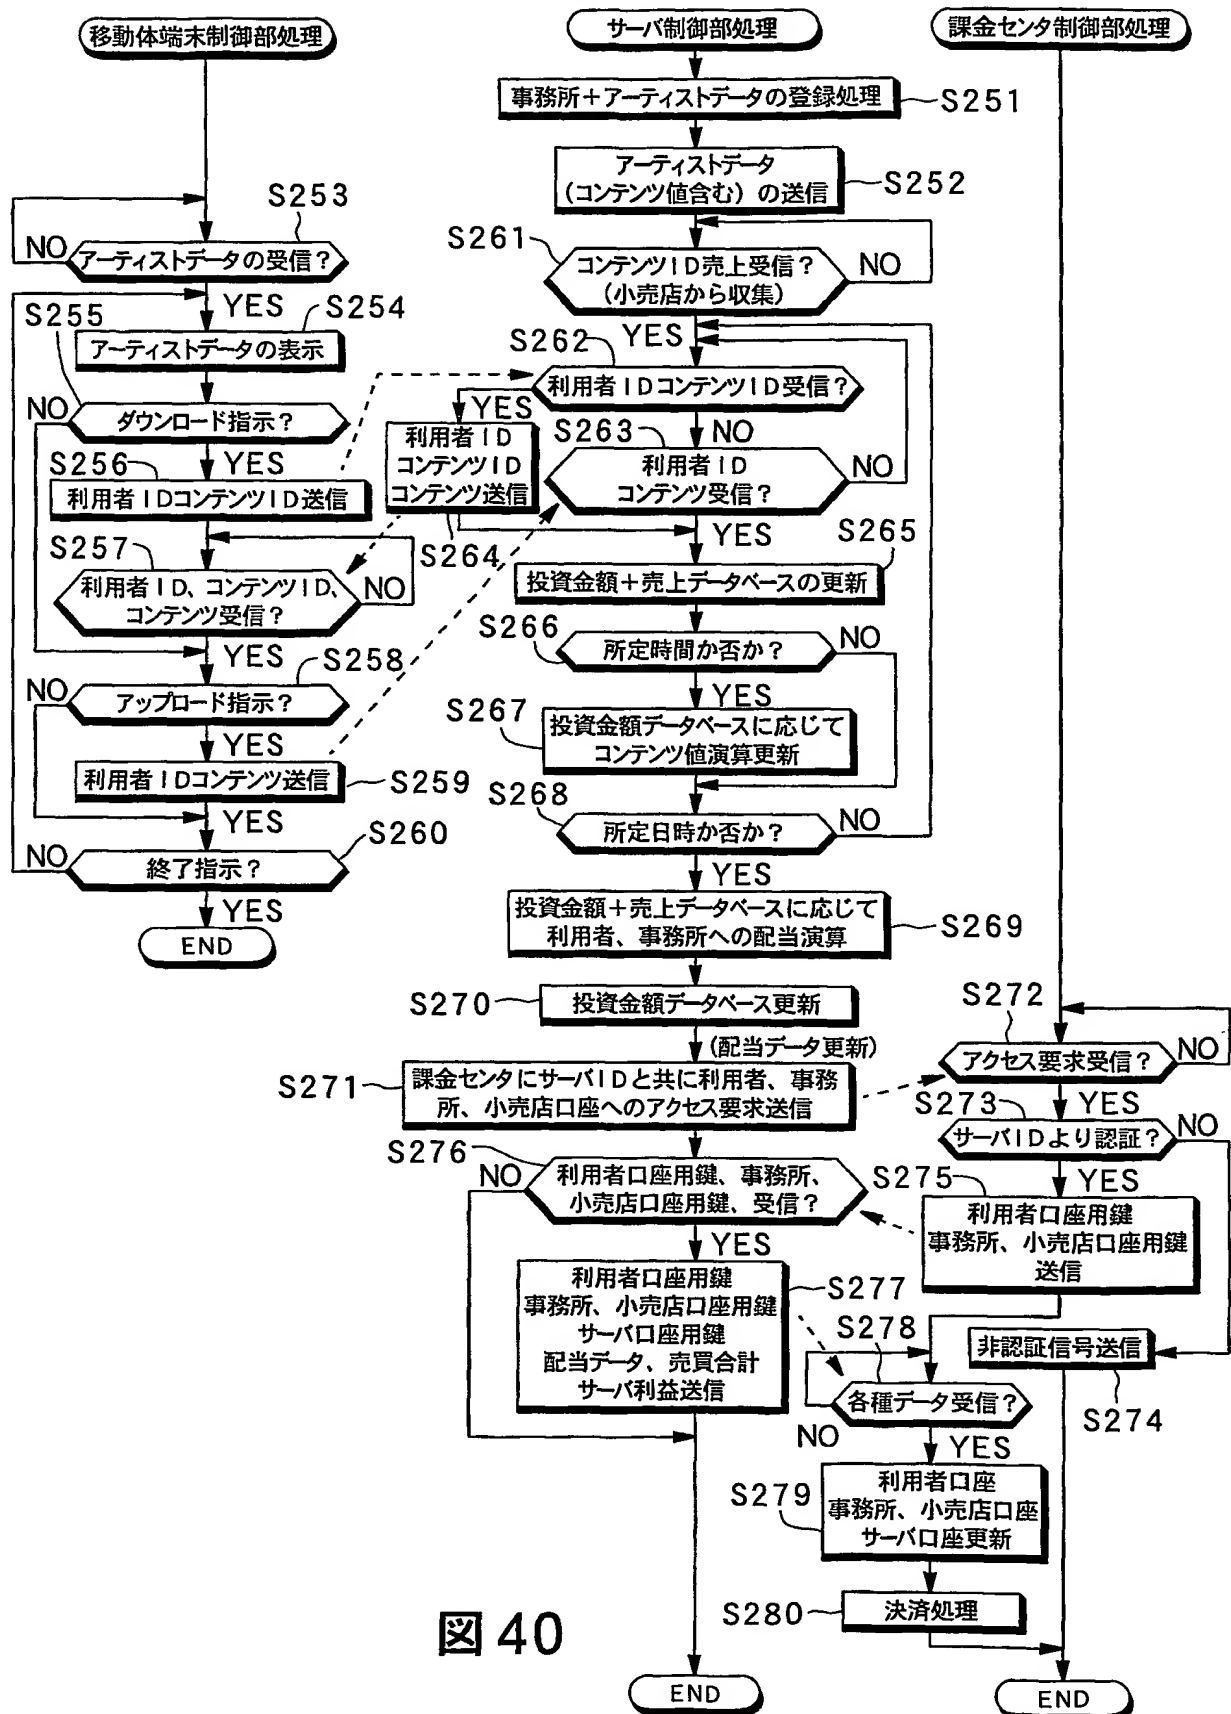 移動体端末制御部処理
S253
アーティストデータの受信?
NO
YES
S254
アーティストデータの表示
S255
ダウンロード指示?
NO
YES
S256
利用者IDコンテンツID送信
S257
利用者ID、コンテンツID、
コンテンツ受信?
NO
YES
S258
アップロード指示?
NO
YES
利用者IDコンテンツ送信
S259
YES
S260
終了指示?
NO
YES
END
サーバ制御部処理
事務所+アーティストデータの登録処理
S251
アーティストデータ
(コンテンツ値含む)の送信
S252
S261
コンテンツID売上受信?
(小売店から収集)
NO
YES
S262
利用者IDコンテンツID受信?
YES
NO
利用者ID
コンテンツID
コンテンツ送信
S264
S263
利用者ID
コンテンツ受信?
NO
YES
S265
投資金額+売上データベースの更新
S266
所定時間か否か?
NO
YES
S267
投資金額データベースに応じて
コンテンツ値演算更新
S268
所定日時か否か?
NO
YES
投資金額+売上データベースに応じて
利用者、事務所への配当演算
S269
S270
投資金額データベース更新
(配当データ更新)
S271
課金センタにサーバIDと共に利用者、事務
所、小売店口座へのアクセス要求送信
S276
利用者口座用鍵、事務所、
小売店口座用鍵、受信?
NO
YES
利用者口座用鍵
事務所、小売店口座用鍵
サーバ口座用鍵
配当データ、売買合計
サーバ利益送信
S277
END
課金センタ制御部処理
S272
アクセス要求受信?
NO
YES
S273
サーバIDより認証?
NO
YES
S275
利用者口座用鍵
事務所、小売店口座用鍵
送信
非認証信号送信
S274
S278
各種データ受信?
NO
YES
S279
利用者口座
事務所、小売店口座
サーバ口座更新
S280
決済処理
END
図40